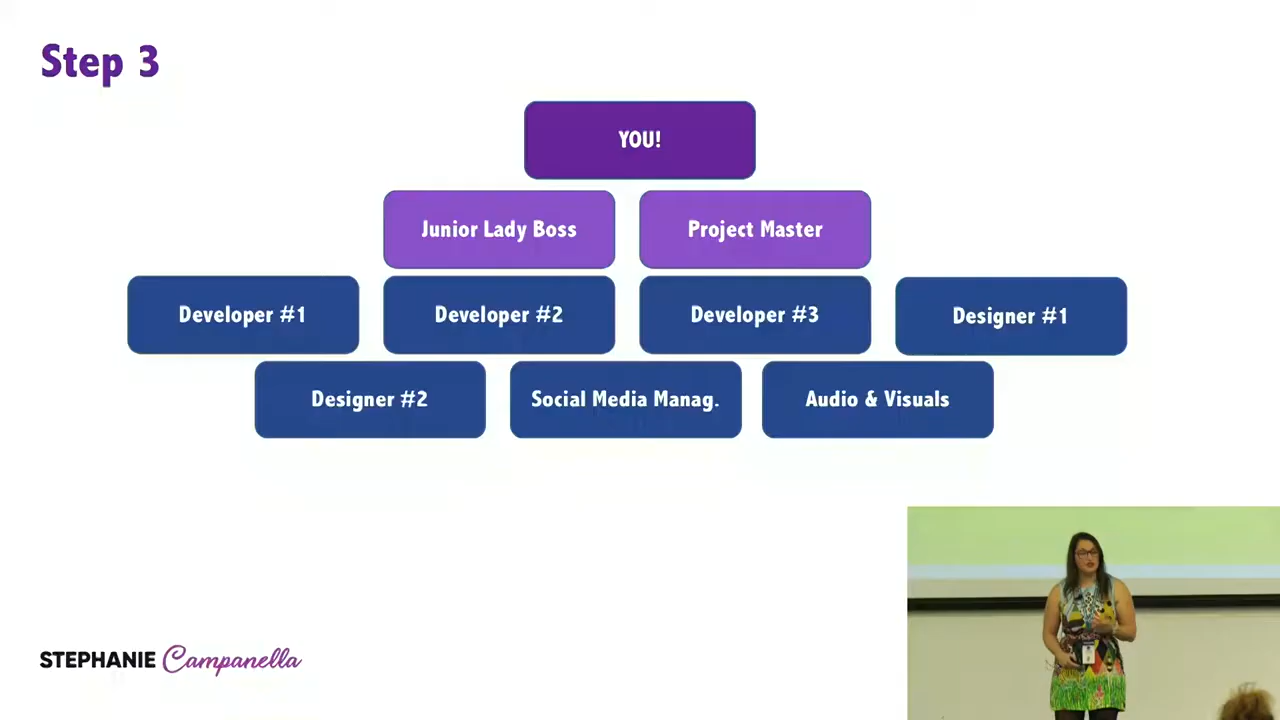 Step 3
YOU!
Junior Lady Boss
Project Master
Developer #1
Developer #2
Developer #3
Designer #1
Designer #2
Social Media Manag.
Audio & Visuals
STEPHANIE Campanella